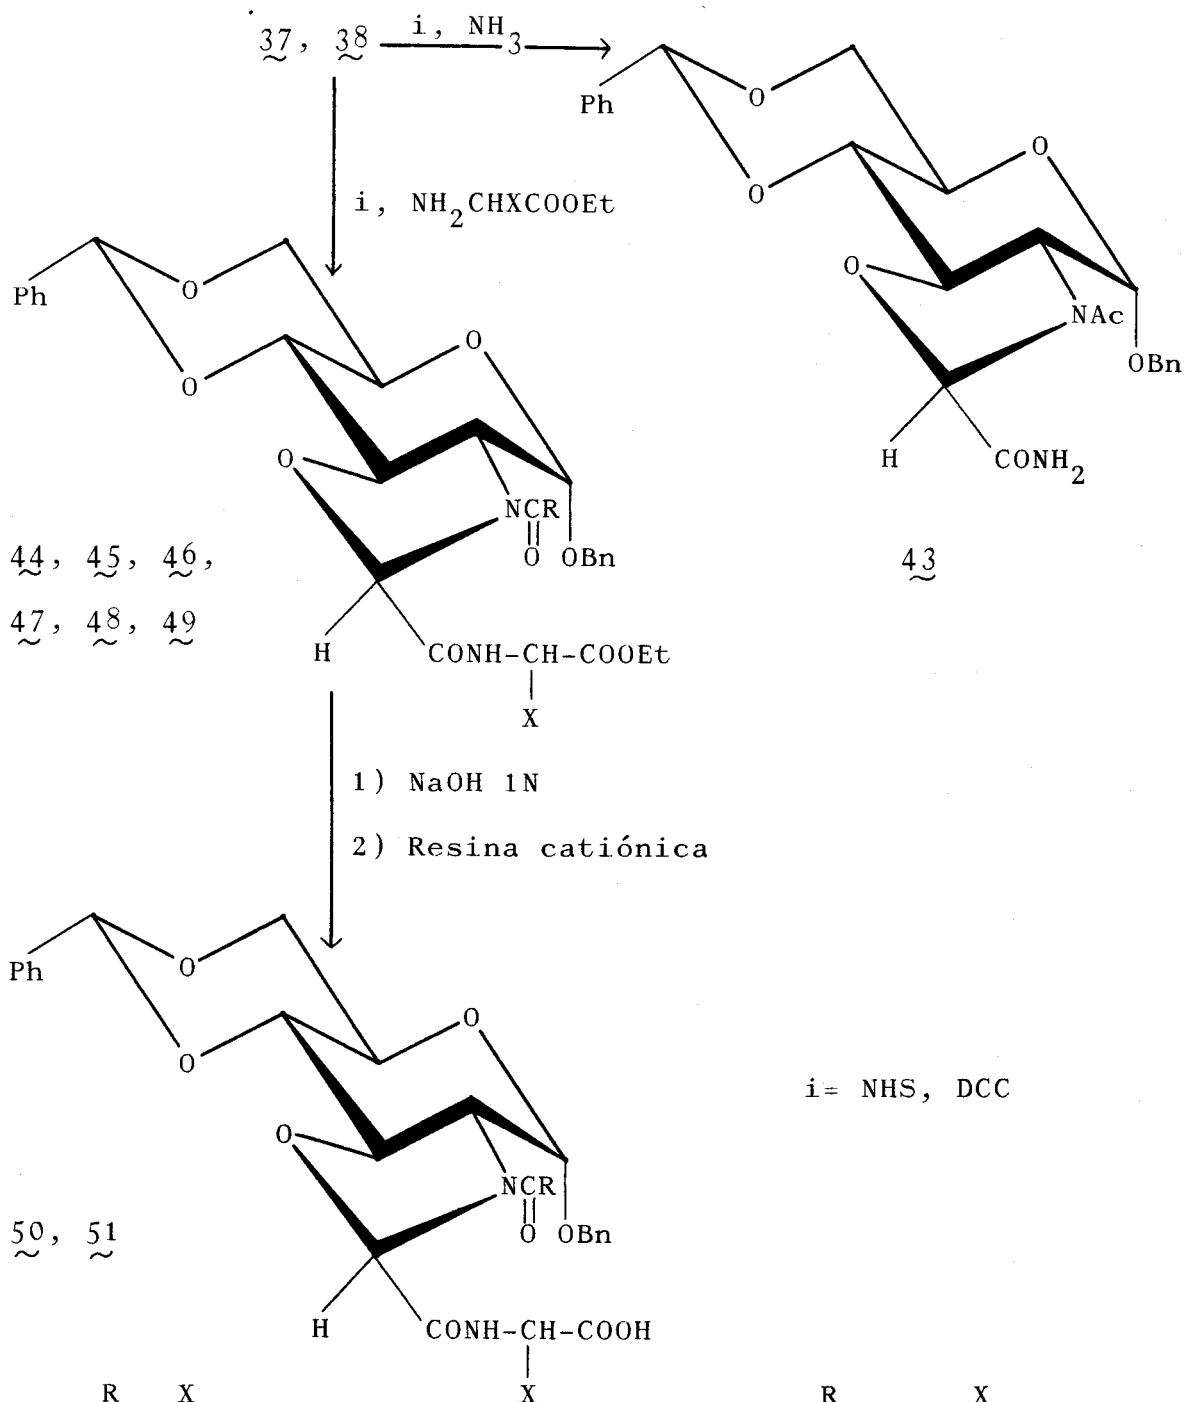 37, 38 i, NH3
Ph O O
O
i, NH2CHXCOOEt
O NAc
OBn
H CONH2
43
Ph O O
O
O NCR
O OBn
44, 45, 46,
47, 48, 49
H CONH-CH-COOEt
X
1) NaOH 1N
2) Resina catiónica
Ph O O
O
i= NHS, DCC
O NCR
O OBn
50, 51
H CONH-CH-COOH
R X X R X